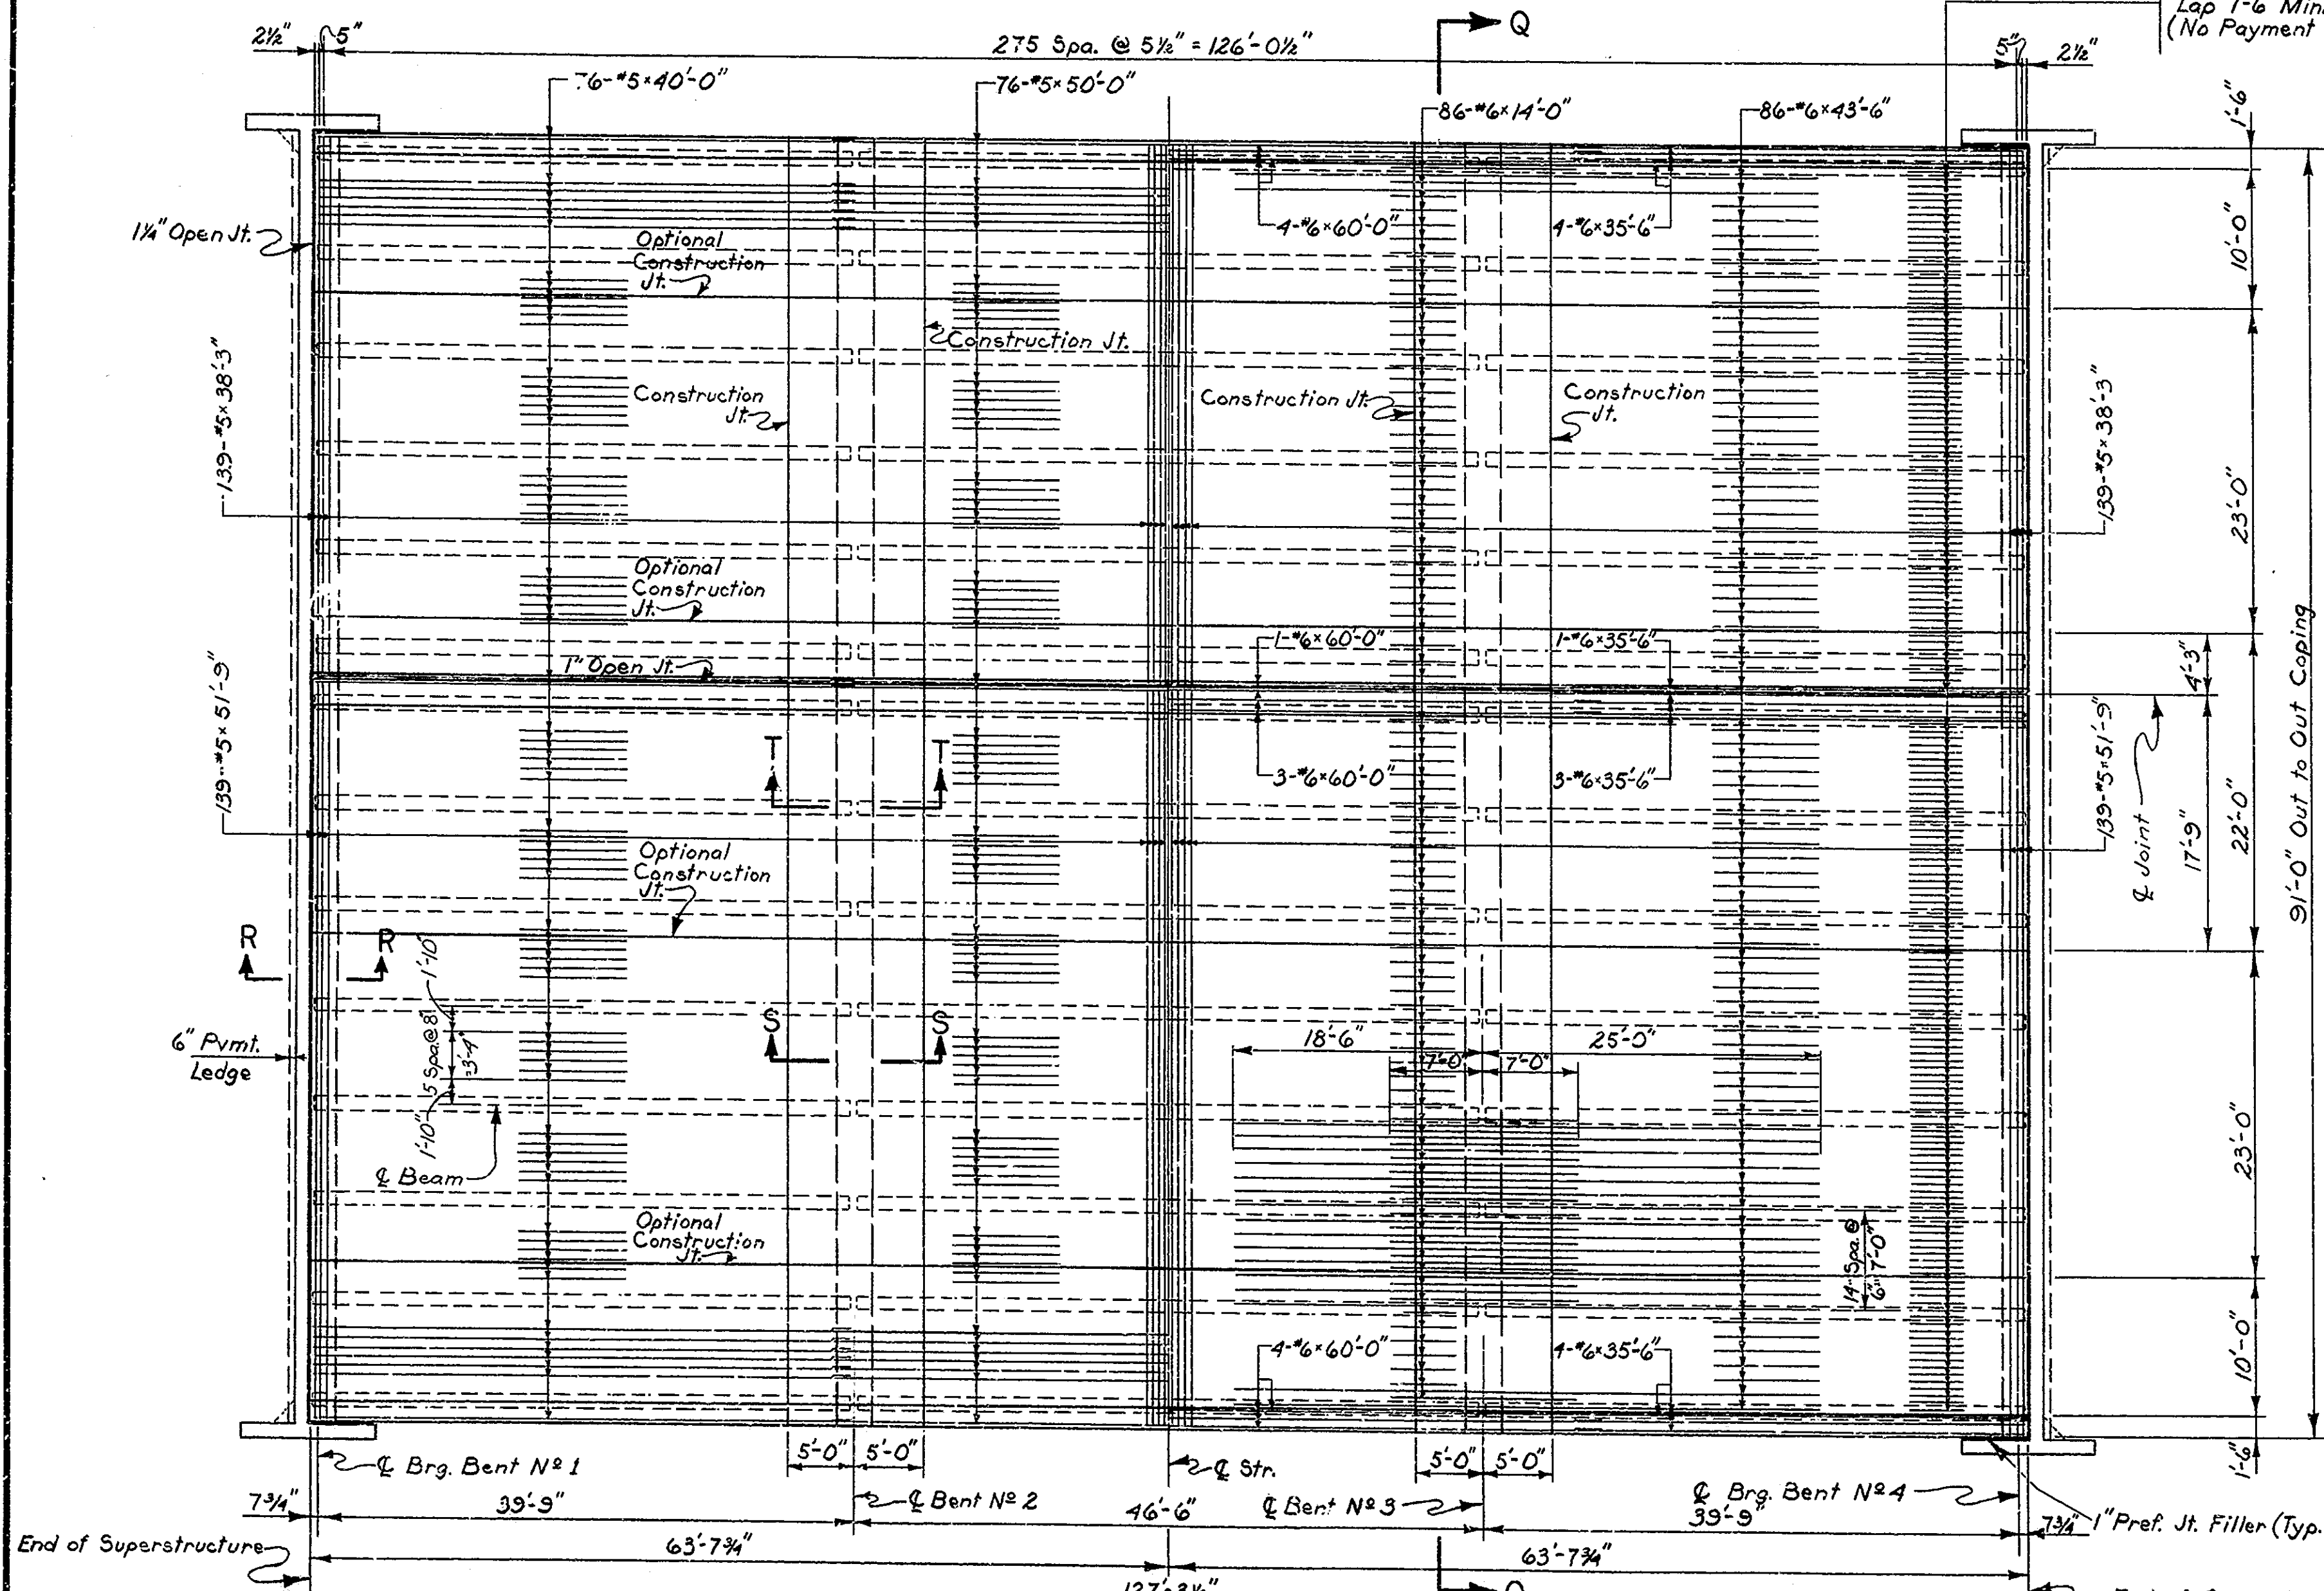 Lap 1-6 Min.
(No Payment
Q
2½" 5"
275 Spa. @ 5½" = 126'-0½"
5" 2½"
76-#5×40'-0"
76-#5×50'-0"
86-#6×14'-0"
86-#6×43'-6"
1'-6"
1¼" Open Jt.
Optional
Construction
Jt.
4-#6×60'-0"
4-#6×35'-6"
10'-0"
Construction Jt.
Construction
Jt.
Construction Jt.
Construction
Jt.
139-#5×38'-3"
139-#5×38'-3"
23'-0"
Optional
Construction
Jt.
1-#6×60'-0"
1-#6×35'-6"
1" Open Jt.
4'-3"
91'-0" Out to Out Coping
139-#5×51'-9"
T T
3-#6×60'-0"
3-#6×35'-6"
139-#5×51'-9"
℄ Joint
17'-9"
22'-0"
Optional
Construction
Jt.
R R
1'-10"
5 Spa.@8"
=3'-4"
1'-10"
S S
18'-6"
25'-0"
7'-0" 7'-0"
6" Pvmt.
Ledge
℄ Beam
23'-0"
Optional
Construction
Jt.
14 Spa. @
6" 7'-0"
4-#6×60'-0"
4-#6×35'-6"
10'-0"
1'-6"
℄ Brg. Bent Nº 1
5'-0" 5'-0"
℄ Str.
5'-0" 5'-0"
7¾"
39'-9"
℄ Bent Nº 2
46'-6"
℄ Bent Nº 3
℄ Brg. Bent Nº 4
39'-9"
7¾"
1" Pref. Jt. Filler (Typ.
End of Superstructure
63'-7¾"
63'-7¾"
127'-3½"
Q